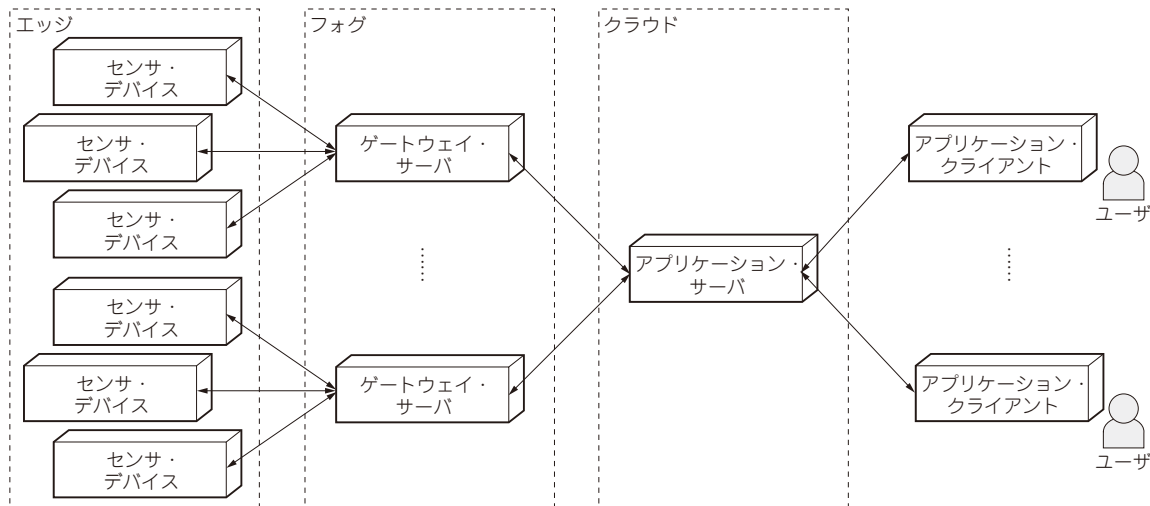 エッジ
センサ・
デバイス
センサ・
デバイス
センサ・
デバイス
センサ・
デバイス
センサ・
デバイス
センサ・
デバイス
フォグ
ゲートウェイ・
サーバ
ゲートウェイ・
サーバ
クラウド
アプリケーション・
サーバ
アプリケーション・
クライアント
ユーザ
アプリケーション・
クライアント
ユーザ